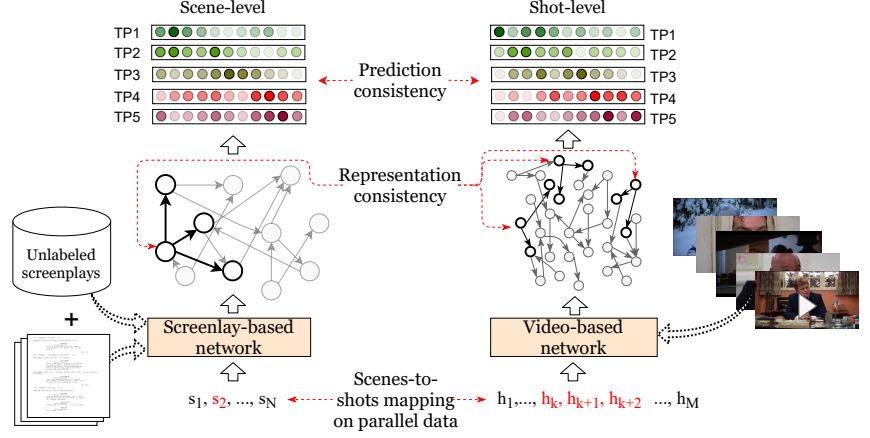 Scene-level
Shot-level
TP1
TP2
TP3
TP4
TP5
TP1
TP2
TP3
TP4
TP5
Prediction
consistency
Representation
consistency
Unlabeled
screenplays
+
Screenlay-based
network
Video-based
network
s1, s2, ..., sN
Scenes-to-
shots mapping
on parallel data
h1,..., hk, hk+1, hk+2 ..., hM